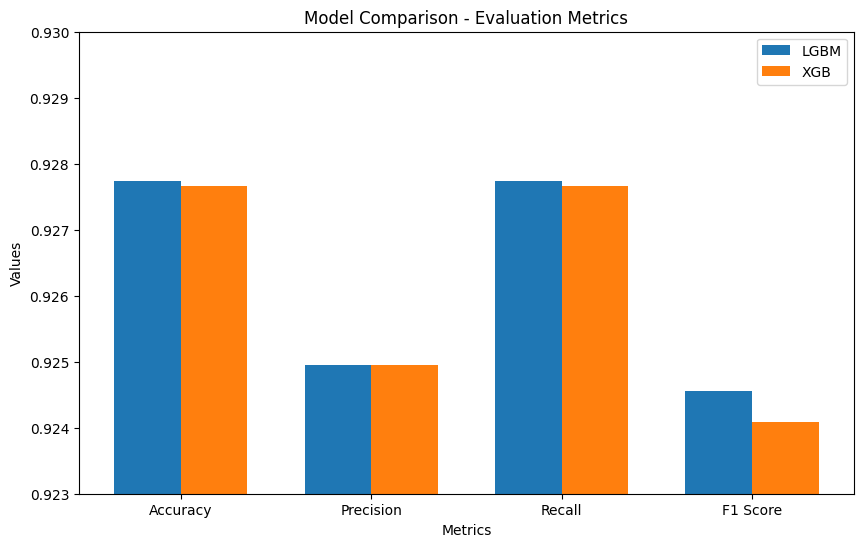 Model Comparison - Evaluation Metrics
LGBM
XGB
0.930
0.929
0.928
0.927
0.926
0.925
0.924
0.923
Values
Accuracy
Precision
Recall
F1 Score
Metrics